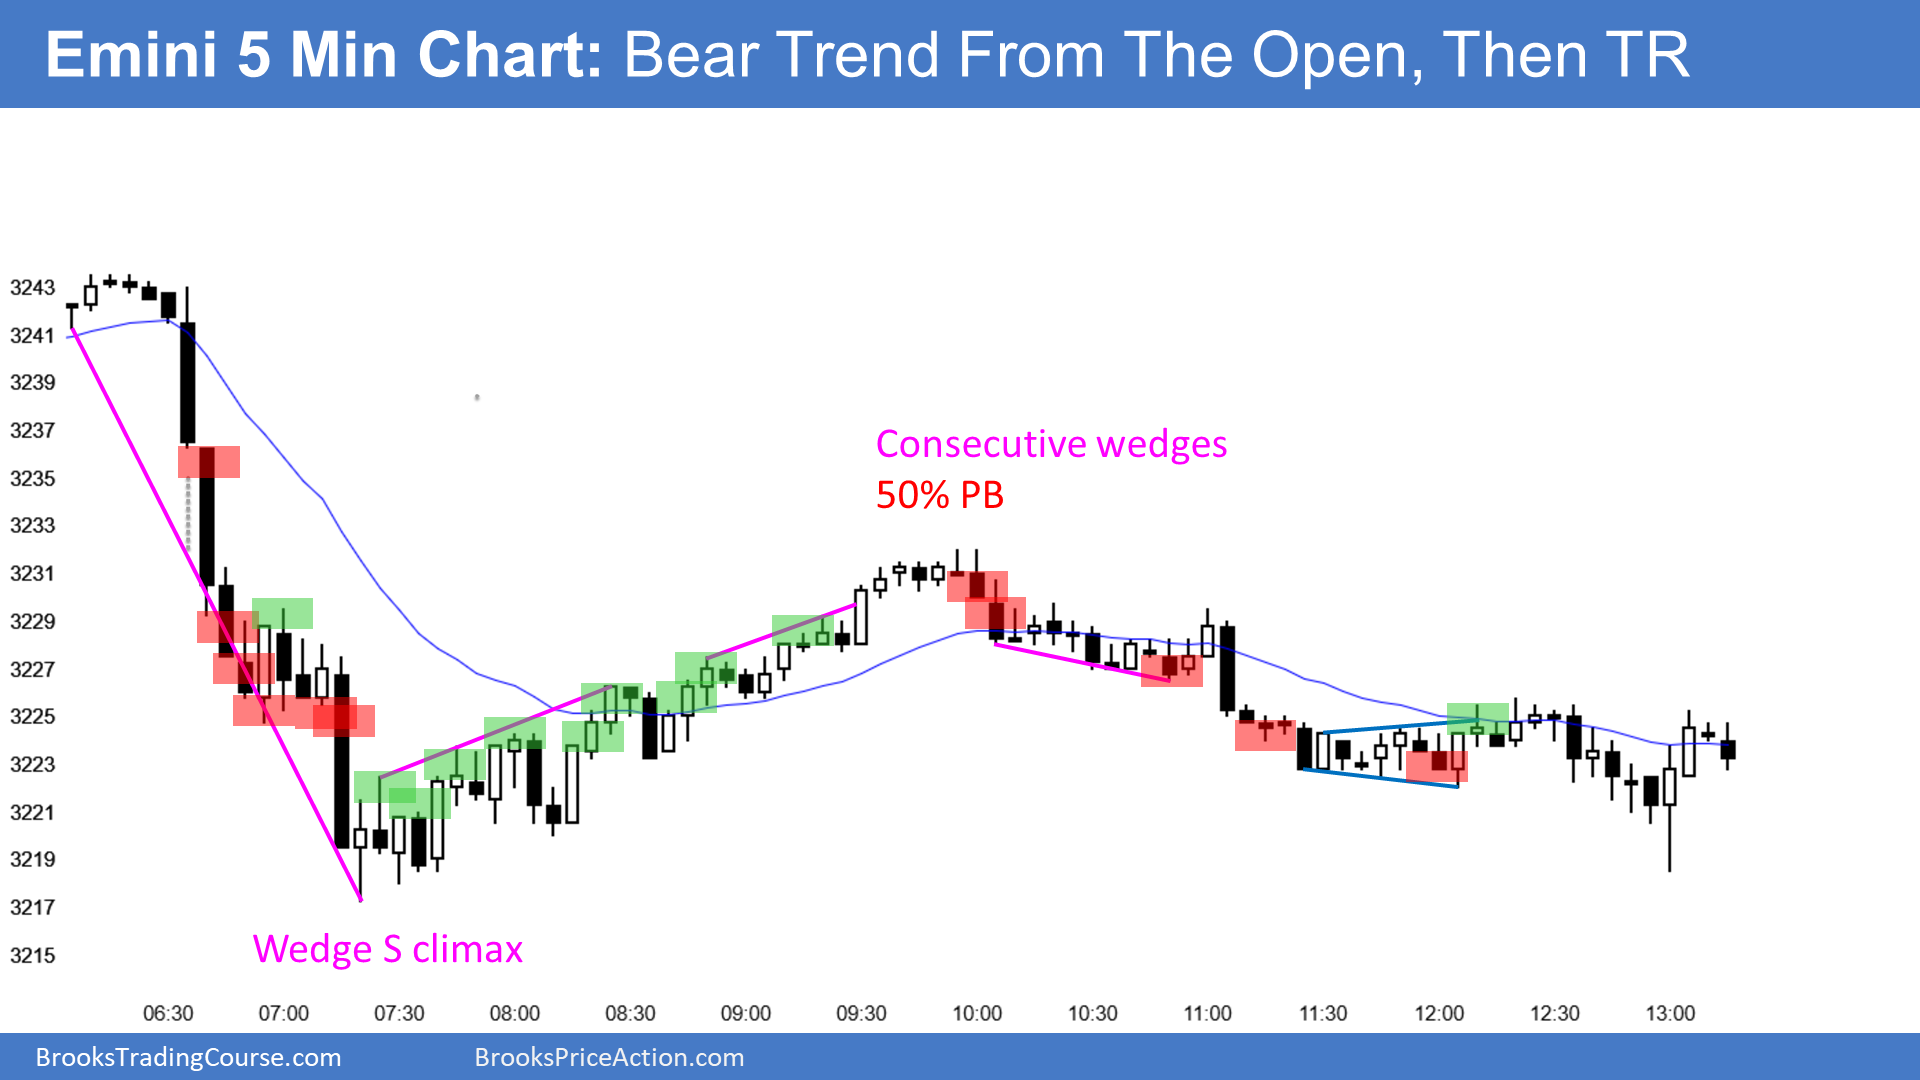 Emini 5 Min Chart: Bear Trend From The Open, Then TR
3243
3241
3239
3237
3235
3233
3231
3229
3227
3225
3223
3221
3219
3217
3215
Consecutive wedges
50% PB
Wedge S climax
06:30 07:00 07:30 08:00 08:30 09:00 09:30 10:00 10:30 11:00 11:30 12:00 12:30 13:00
BrooksTradingCourse.com BrooksPriceAction.com